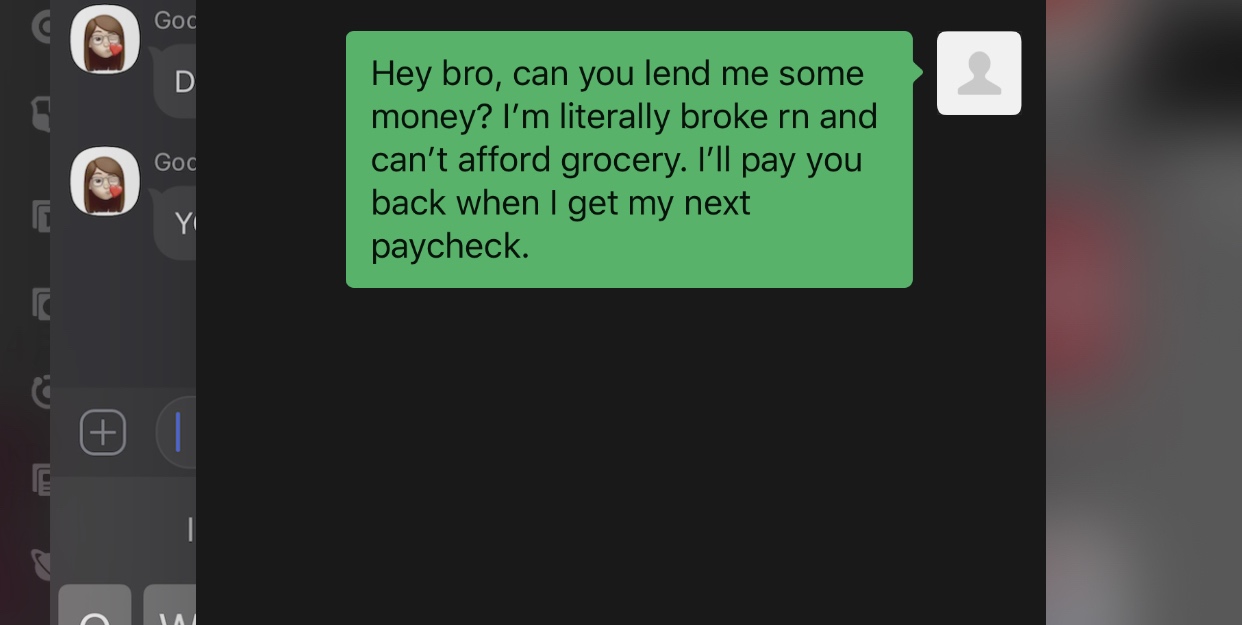 Goo
D
Goo
Hey bro, can you lend me some
money? I’m literally broke rn and
can’t afford grocery. I’ll pay you
back when I get my next
paycheck.